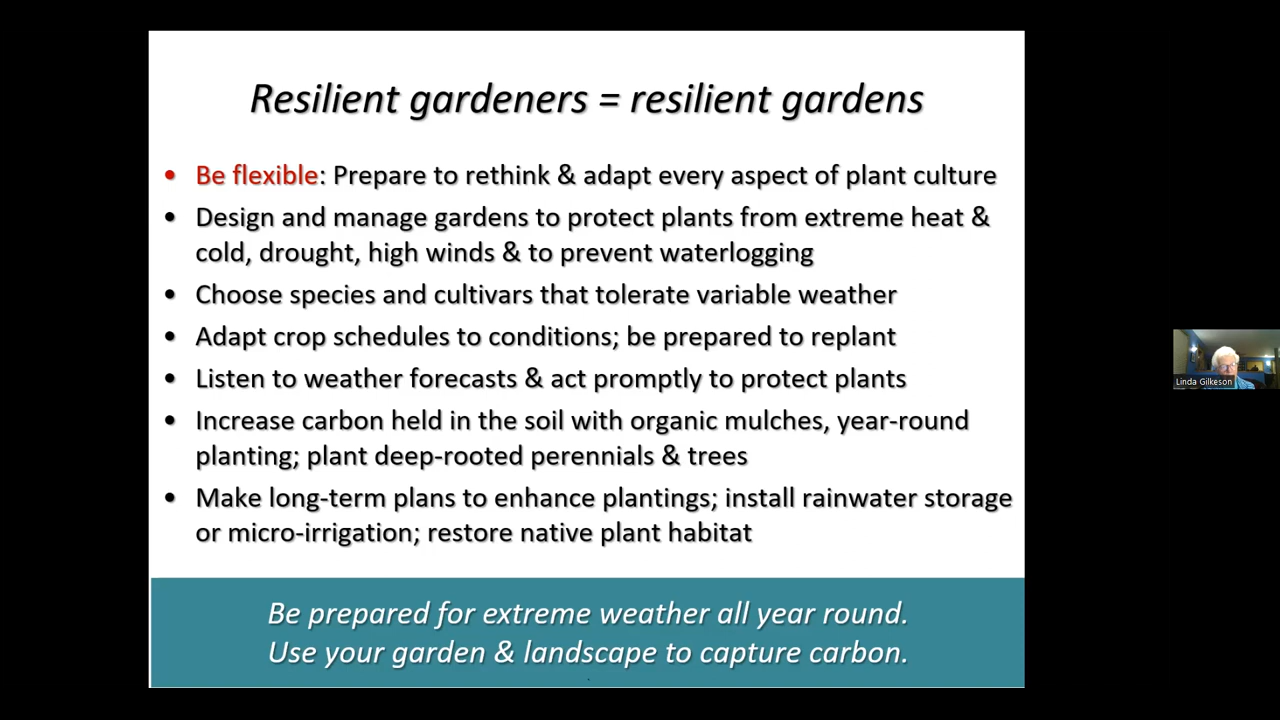 Resilient gardeners = resilient gardens
• Be flexible: Prepare to rethink & adapt every aspect of plant culture
• Design and manage gardens to protect plants from extreme heat &
cold, drought, high winds & to prevent waterlogging
• Choose species and cultivars that tolerate variable weather
• Adapt crop schedules to conditions; be prepared to replant
• Listen to weather forecasts & act promptly to protect plants
• Increase carbon held in the soil with organic mulches, year-round
planting; plant deep-rooted perennials & trees
• Make long-term plans to enhance plantings; install rainwater storage
or micro-irrigation; restore native plant habitat
Be prepared for extreme weather all year round.
Use your garden & landscape to capture carbon.
Linda Gilkeson